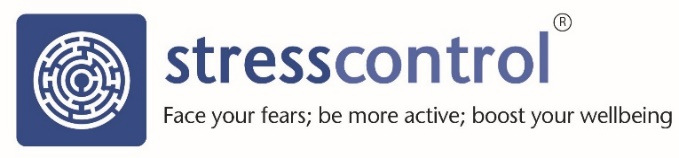 stresscontrol®
Face your fears; be more active; boost your wellbeing